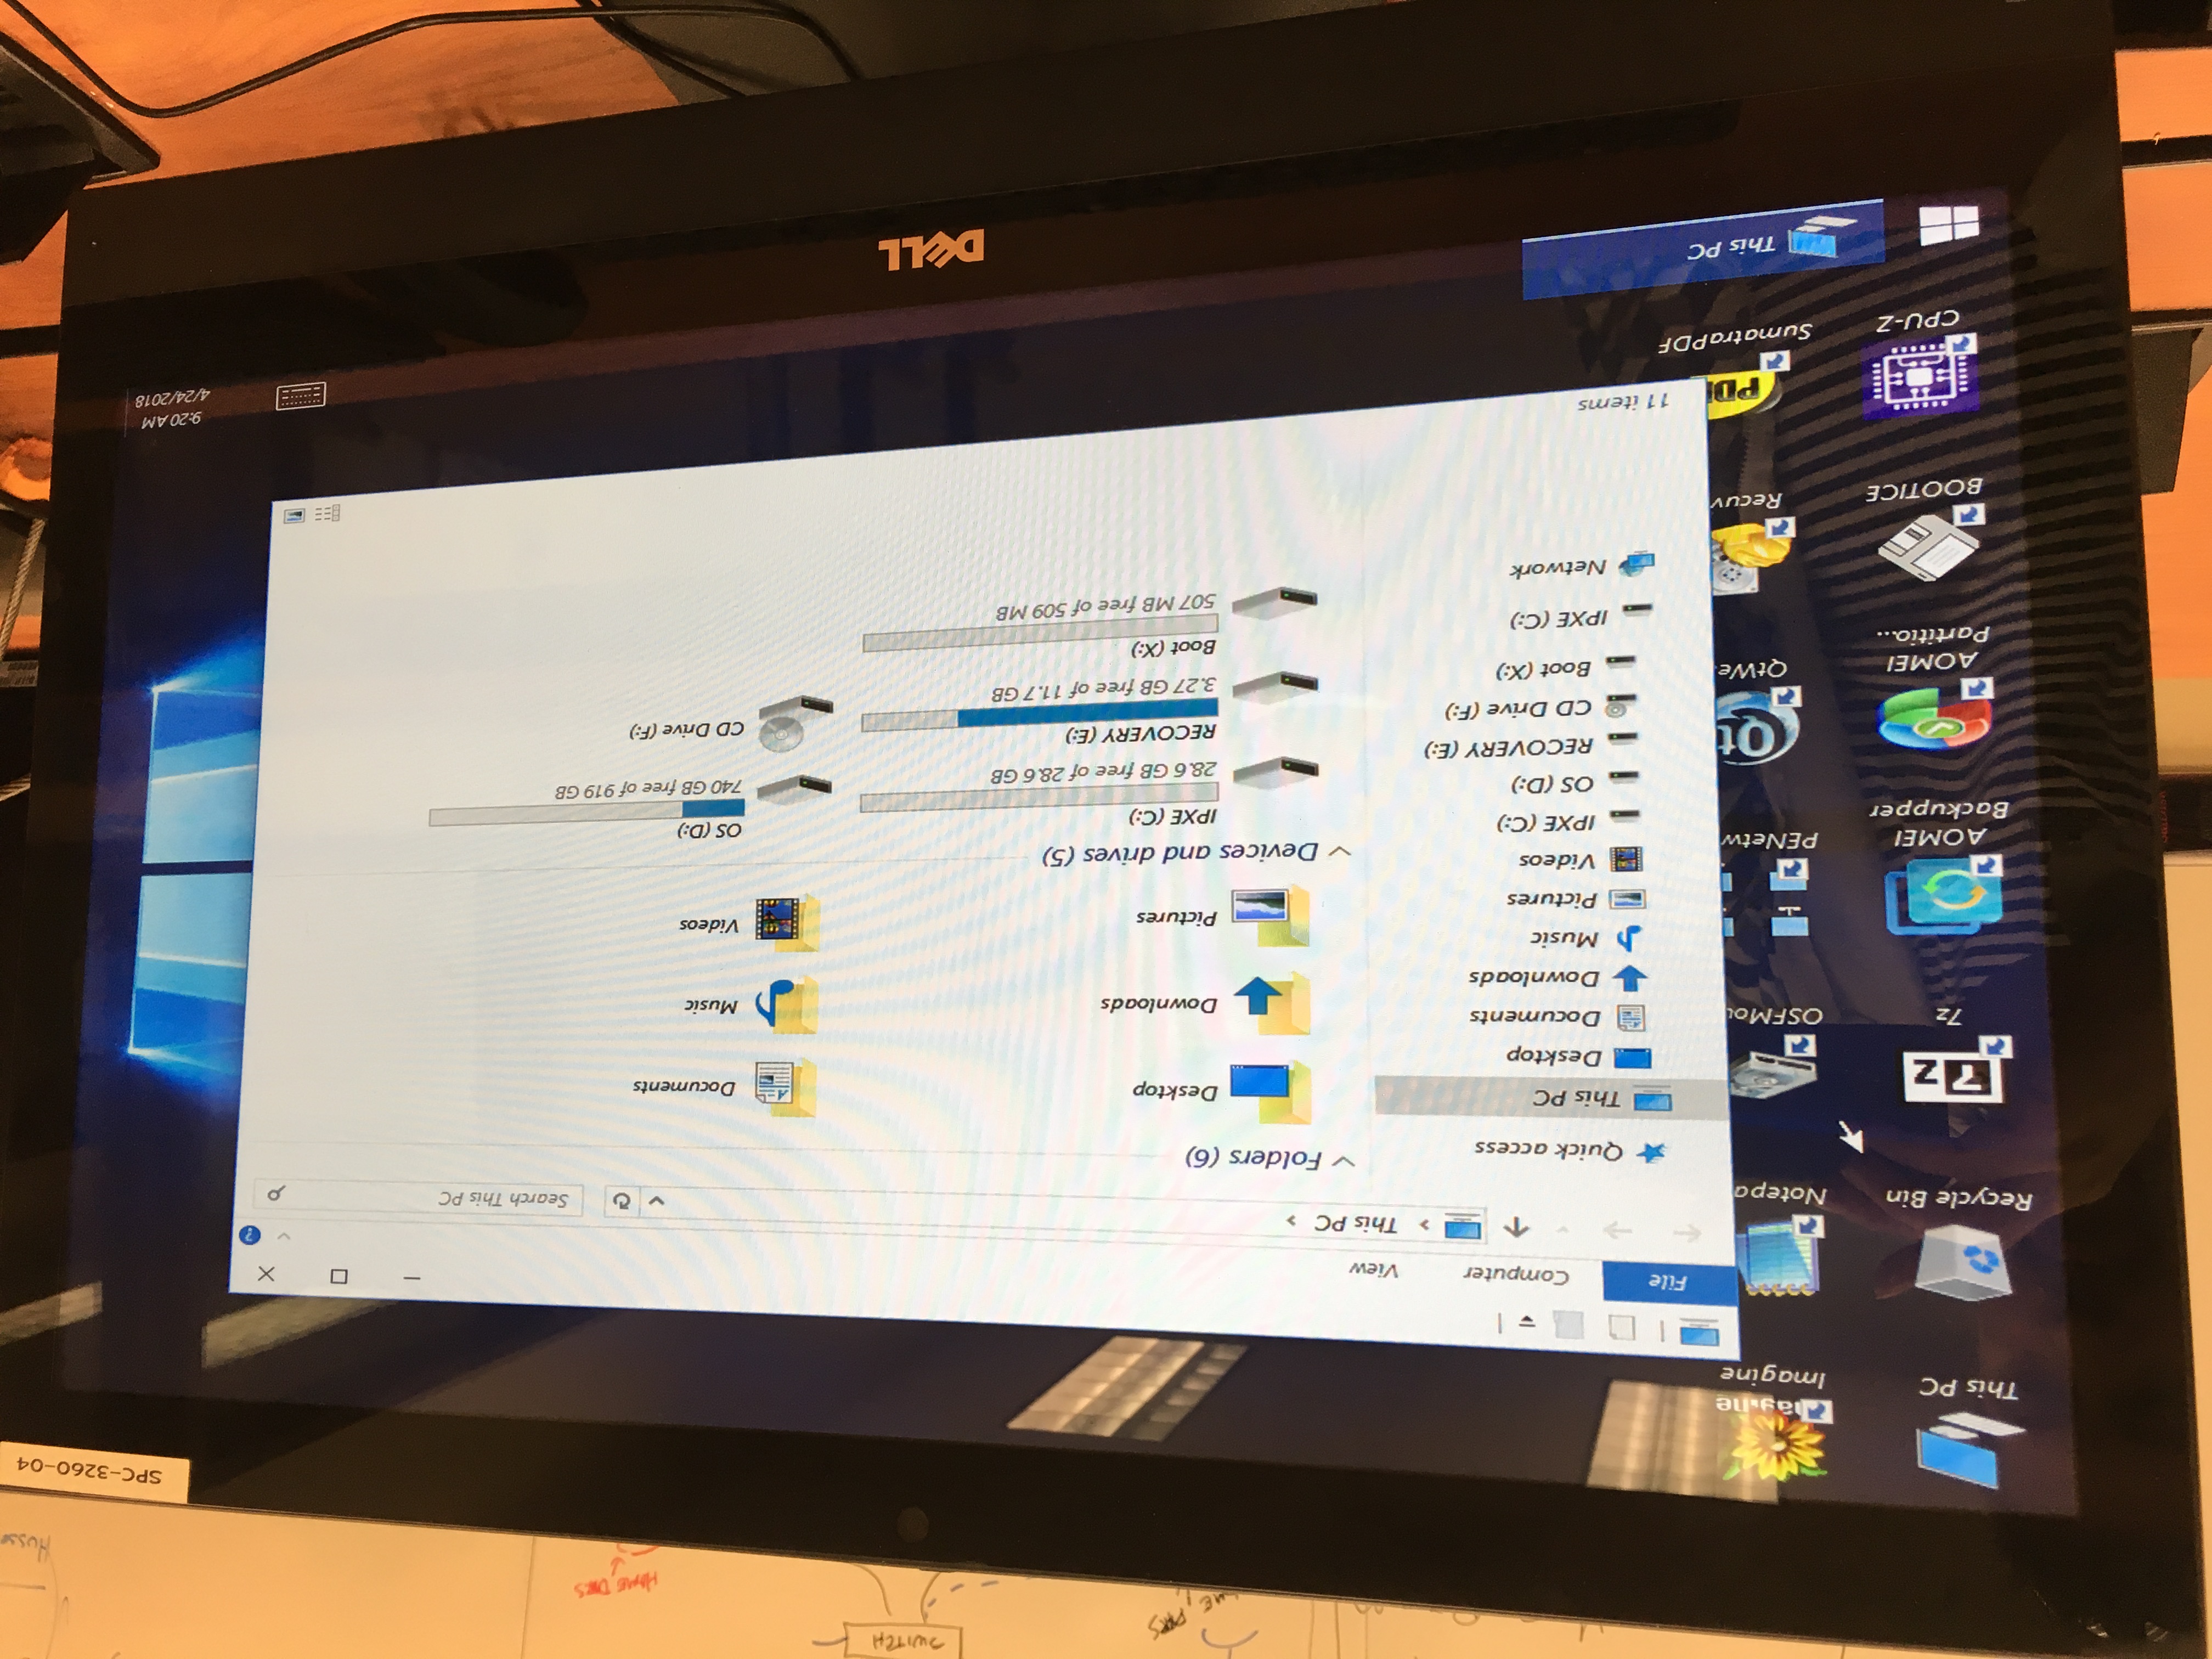 SWITCH
HOME DIRS
SPC-3260-04
This PC
Imagine
Recycle Bin
7z
AOMEI
Backupper
AOMEI
Partitio...
BOOTICE
CPU-Z
SumatraPDF
File
Computer
View
This PC
Search This PC
Quick access
This PC
Desktop
Documents
Downloads
Music
Pictures
Videos
IPXE (C:)
OS (D:)
RECOVERY (E:)
CD Drive (F:)
Boot (X:)
IPXE (C:)
Network
Folders (6)
Desktop
Documents
Downloads
Music
Pictures
Videos
Devices and drives (5)
IPXE (C:)
28.6 GB free of 28.6 GB
OS (D:)
740 GB free of 919 GB
RECOVERY (E:)
3.27 GB free of 11.7 GB
CD Drive (F:)
Boot (X:)
507 MB free of 509 MB
11 items
9:20 AM
4/24/2018
This PC
DELL